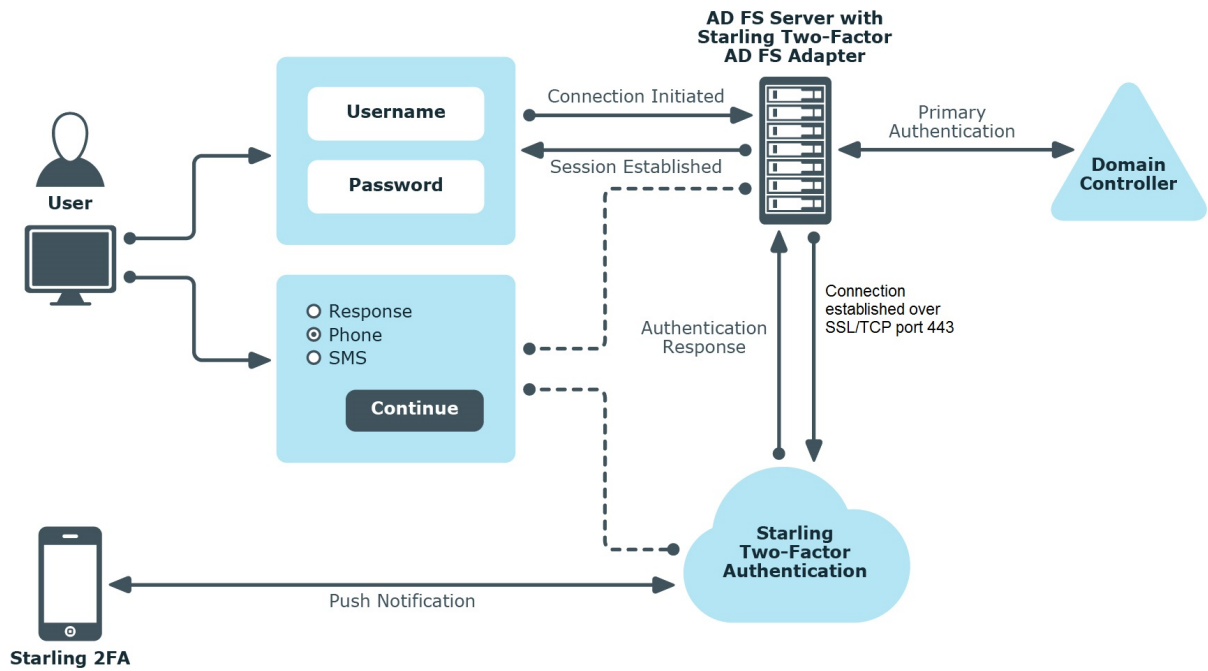 AD FS Server with
Starling Two-Factor
AD FS Adapter
Username
Password
Connection Initiated
Session Established
Primary
Authentication
Domain
Controller
User
Response
Phone
SMS
Continue
Authentication
Response
Connection
established over
SSL/TCP port 443
Starling
Two-Factor
Authentication
Push Notification
Starling 2FA